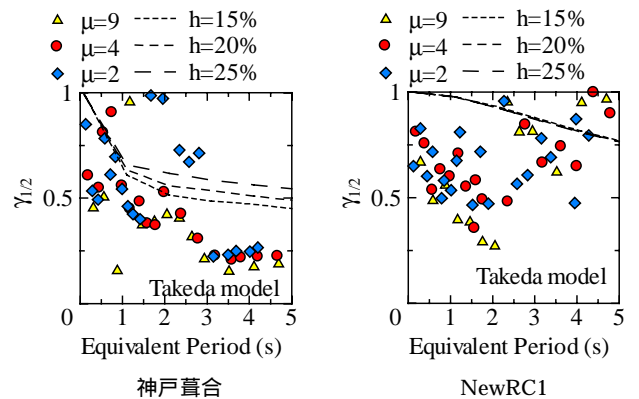 μ=9 h=15%
μ=4 h=20%
μ=2 h=25%
1
0.5
γ1/2
Takeda model
0 1 2 3 4 5
Equivalent Period (s)
神戸葺合
μ=9 h=15%
μ=4 h=20%
μ=2 h=25%
1
0.5
γ1/2
Takeda model
0 1 2 3 4 5
Equivalent Period (s)
NewRC1